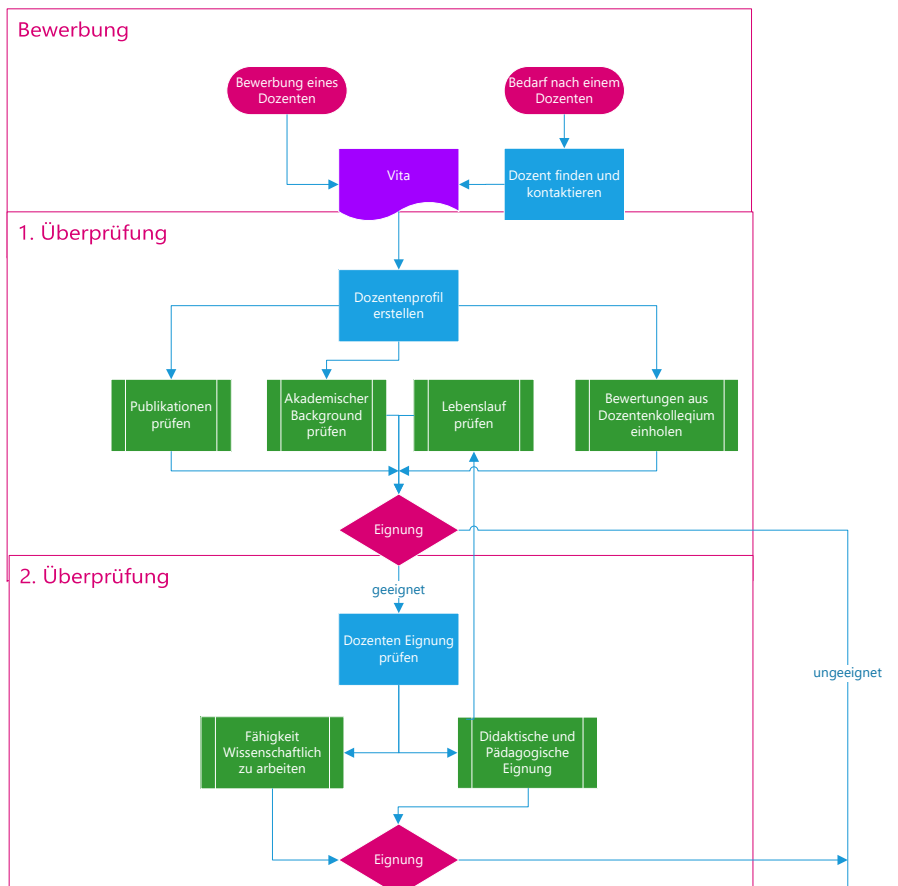 Bewerbung
Bewerbung eines
Dozenten
Bedarf nach einem
Dozenten
Vita
Dozent finden und
kontaktieren
1. Überprüfung
Dozentenprofil
erstellen
Publikationen
prüfen
Akademischer
Background
prüfen
Lebenslauf
prüfen
Bewertungen aus
Dozentenkolleqium
einholen
Eignung
2. Überprüfung
geeignet
Dozenten Eignung
prüfen
ungeeignet
Fähigkeit
Wissenschaftlich
zu arbeiten
Didaktische und
Pädagogische
Eignung
Eignung